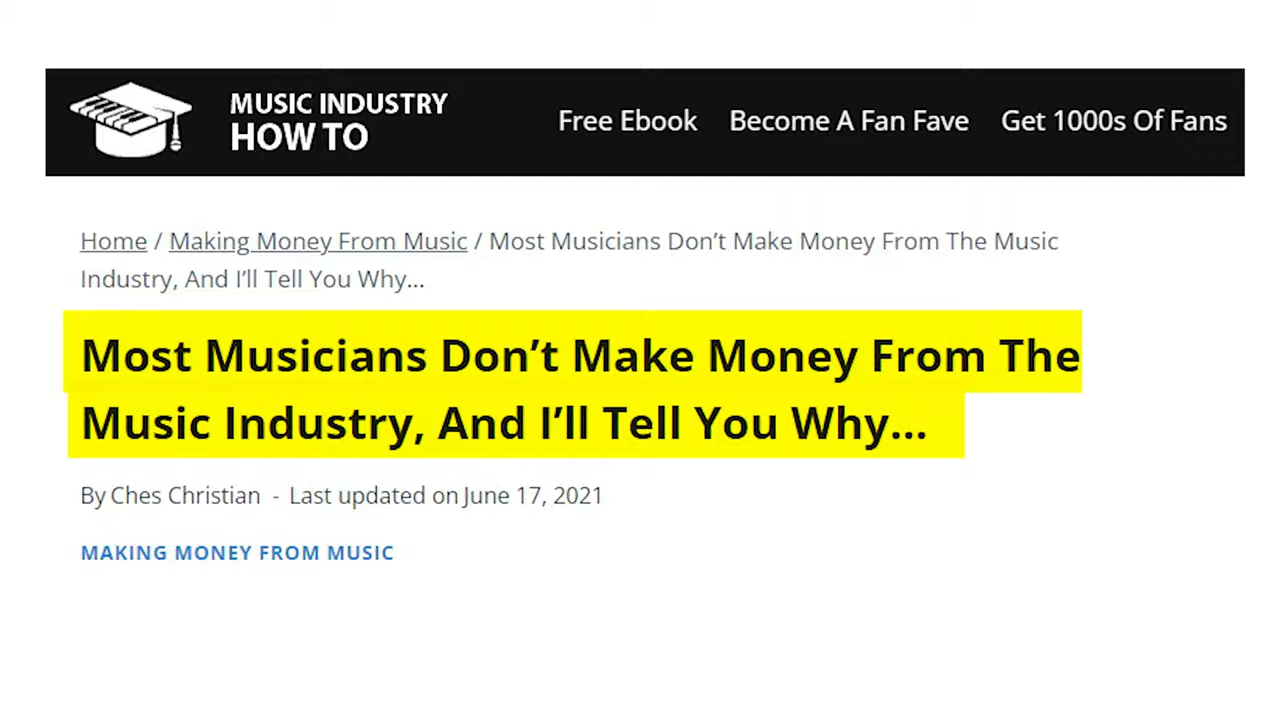 MUSIC INDUSTRY
HOW TO
Free Ebook Become A Fan Fave Get 1000s Of Fans
Home / Making Money From Music / Most Musicians Don’t Make Money From The Music
Industry, And I’ll Tell You Why…
Most Musicians Don’t Make Money From The
Music Industry, And I’ll Tell You Why…
By Ches Christian - Last updated on June 17, 2021
MAKING MONEY FROM MUSIC